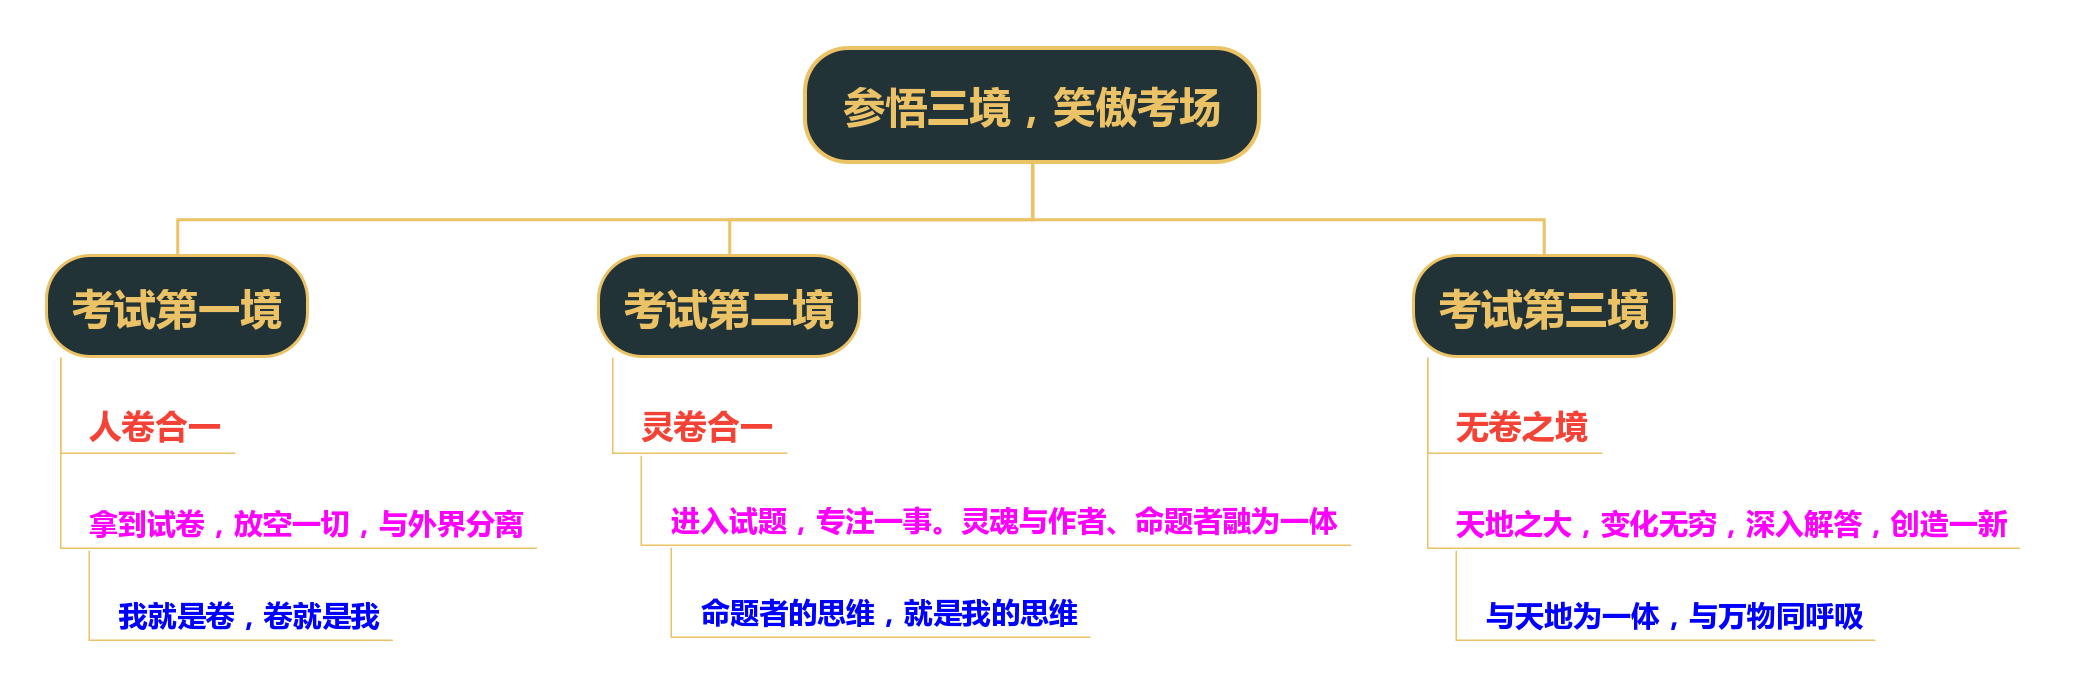 参悟三境，笑傲考场
考试第一境
人卷合一
拿到试卷，放空一切，与外界分离
我就是卷，卷就是我
考试第二境
灵卷合一
进入试题，专注一事。灵魂与作者、命题者融为一体
命题者的思维，就是我的思维
考试第三境
无卷之境
天地之大，变化无穷，深入解答，创造一新
与天地为一体，与万物同呼吸